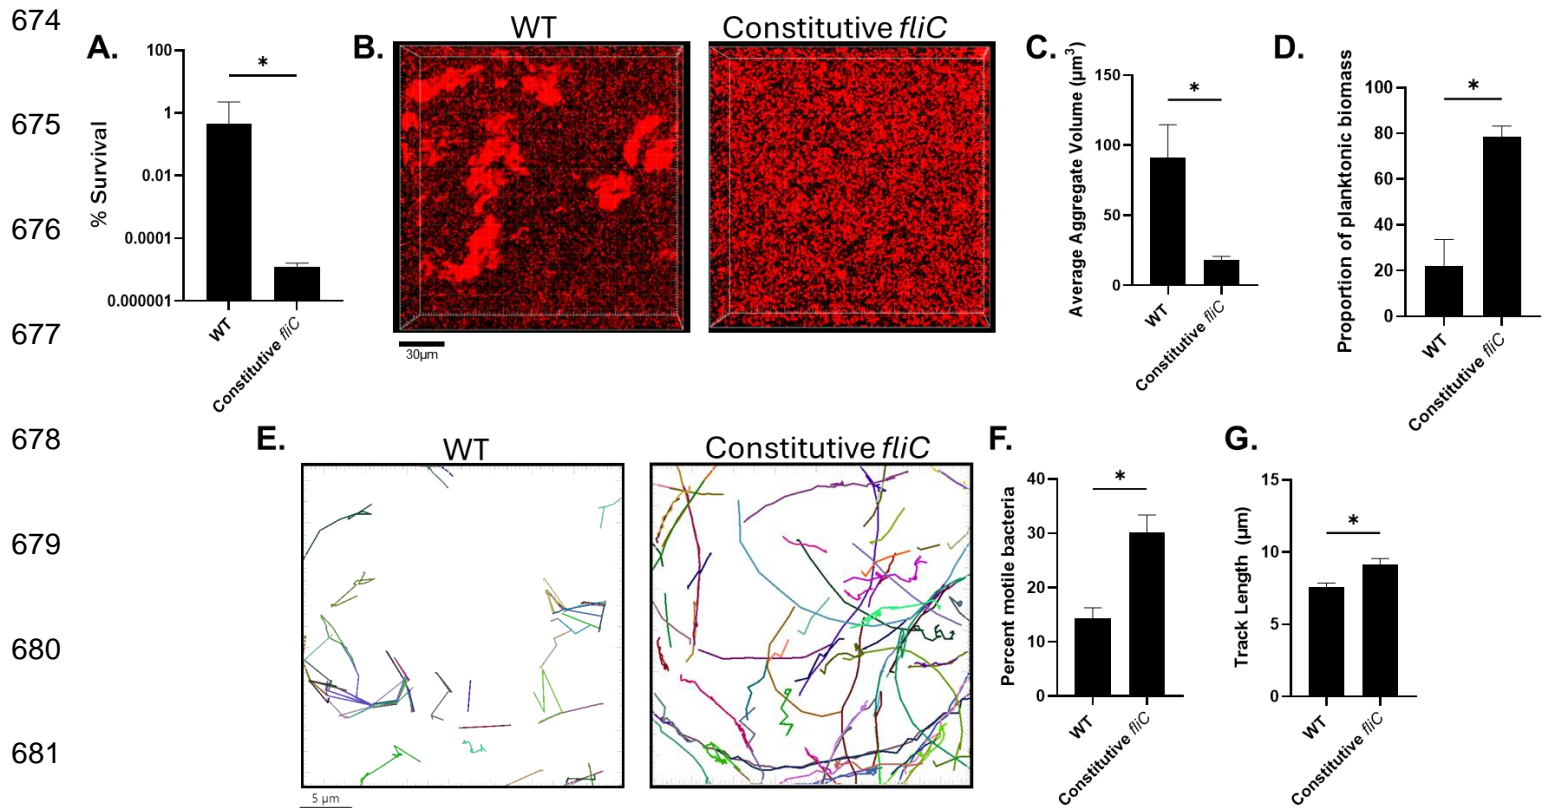 674
675
676
677
678
679
680
681
A.
% Survival
100
1
0.01
0.0001
0.000001
*
WT
Constitutive fliC
B.
WT
Constitutive fliC
30µm
C.
Average Aggregate Volume (µm³)
150
100
50
0
*
WT
Constitutive fliC
D.
Proportion of planktonic biomass
100
80
60
40
20
0
*
WT
Constitutive fliC
E.
WT
Constitutive fliC
5 µm
F.
Percent motile bacteria
40
30
20
10
0
*
WT
Constitutive fliC
G.
Track Length (µm)
15
10
5
0
*
WT
Constitutive fliC